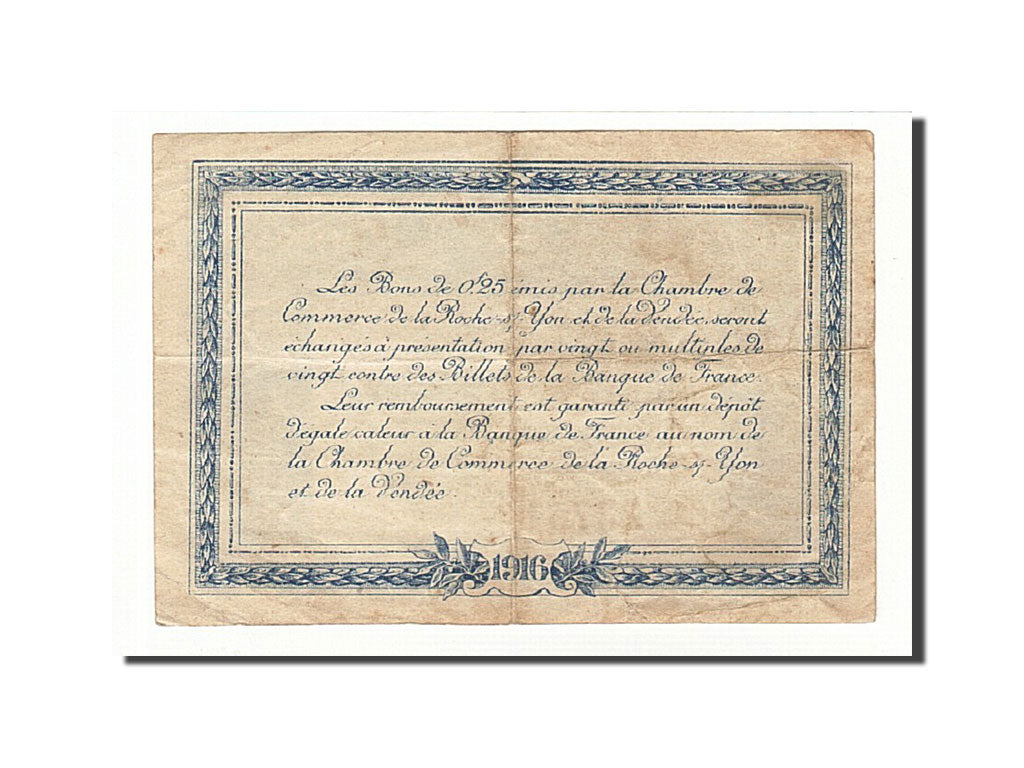 Les Bons de 0f.25 émis par la Chambre de
Commerce de la Roche-s/-Yon et de la Vendée, seront
échangés à présentation par vingt ou multiples de
vingt contre des Billets de la Banque de France.
Leur remboursement est garanti par un dépôt
d'égale valeur à la Banque de France au nom de
la Chambre de Commerce de la Roche-s/-Yon
et de la Vendée.
1916